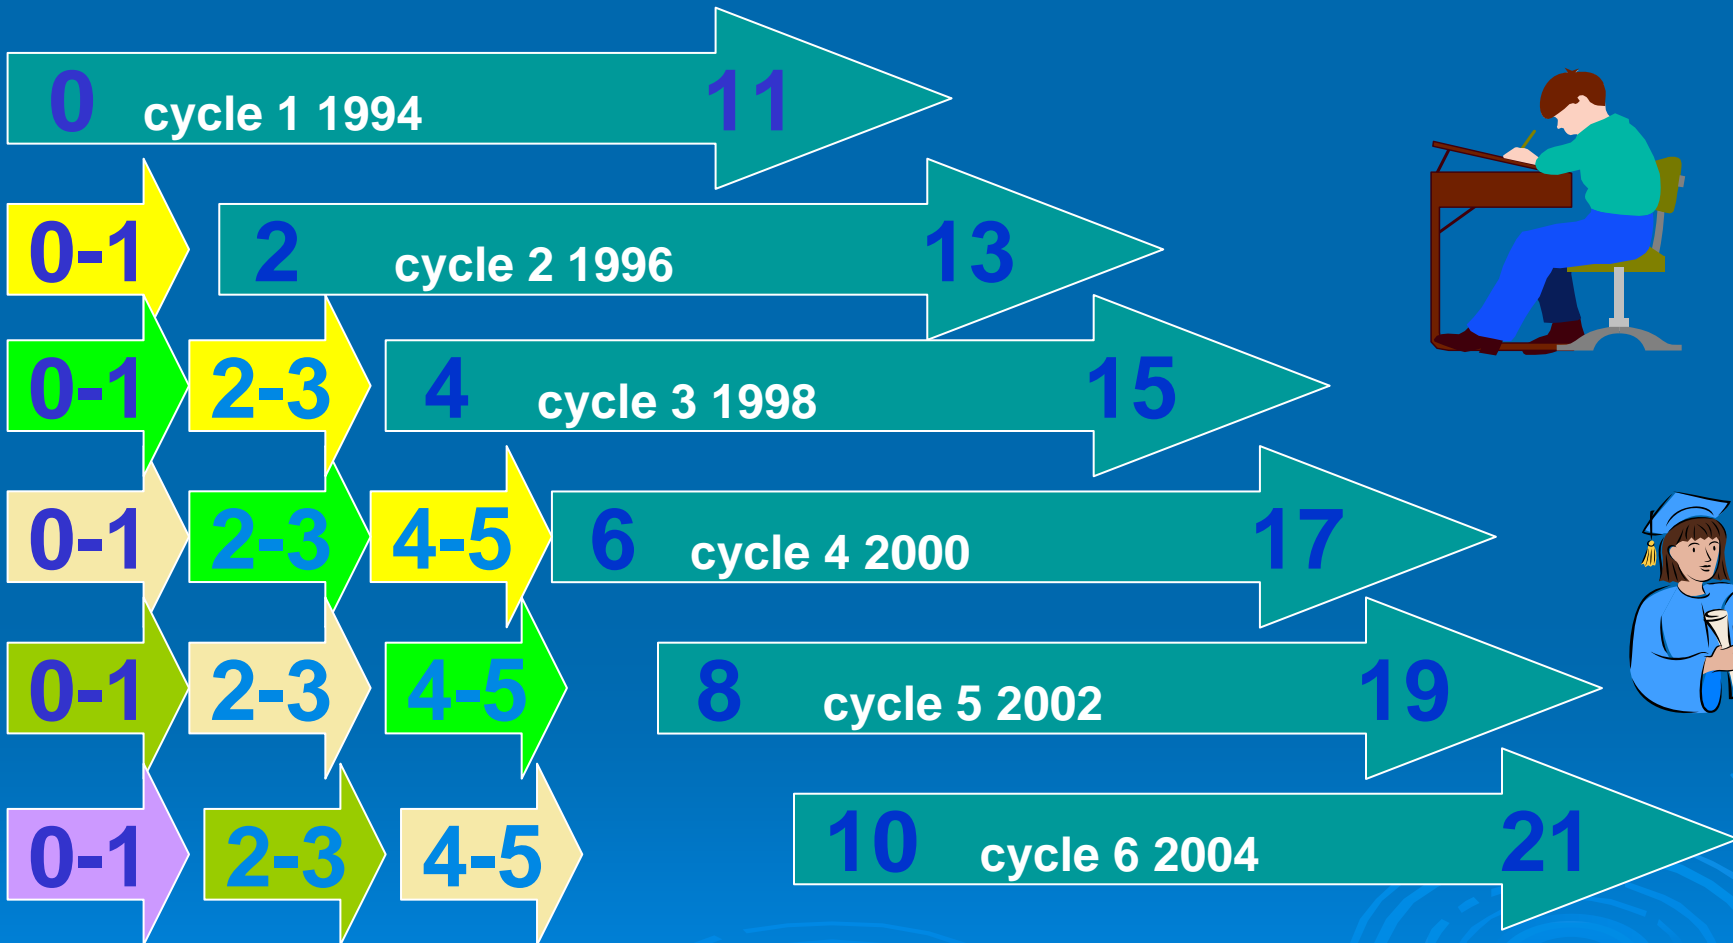 0 cycle 1 1994 11
0-1 2 cycle 2 1996 13
0-1 2-3 4 cycle 3 1998 15
0-1 2-3 4-5 6 cycle 4 2000 17
0-1 2-3 4-5 8 cycle 5 2002 19
0-1 2-3 4-5 10 cycle 6 2004 21